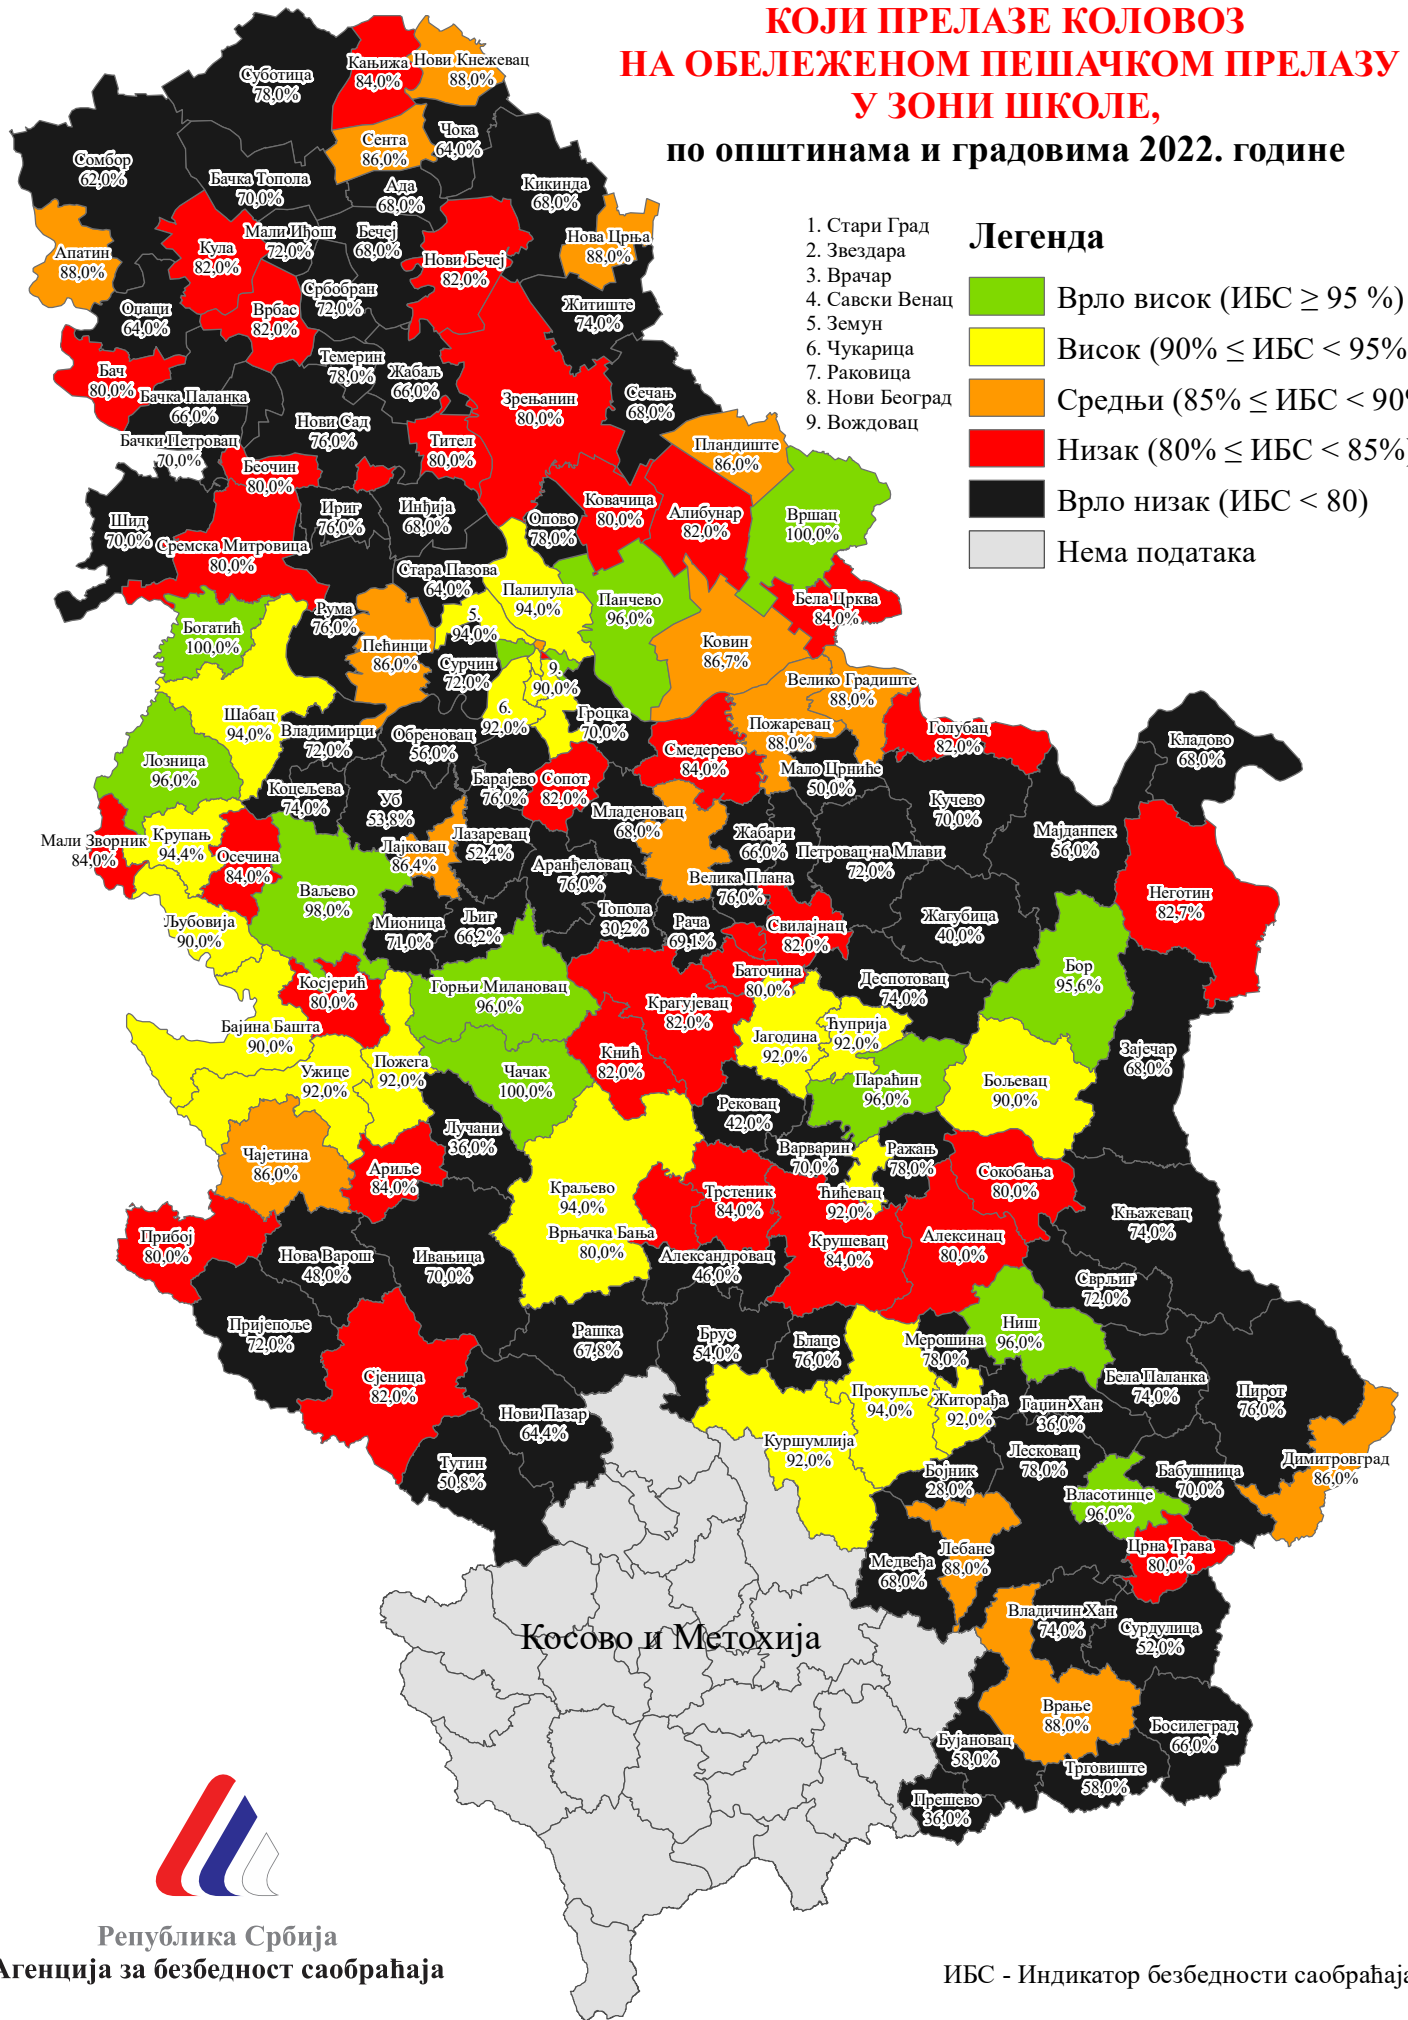 КОЈИ ПРЕЛАЗЕ КОЛОВОЗ
НА ОБЕЛЕЖЕНОМ ПЕШАЧКОМ ПРЕЛАЗУ
У ЗОНИ ШКОЛЕ,
по општинама и градовима 2022. године
1. Стари Град
2. Звездара
3. Врачар
4. Савски Венац
5. Земун
6. Чукарица
7. Раковица
8. Нови Београд
9. Вождовац
Легенда
Врло висок (ИБС ≥ 95 %)
Висок (90% ≤ ИБС < 95%
Средњи (85% ≤ ИБС < 90%
Низак (80% ≤ ИБС < 85%)
Врло низак (ИБС < 80)
Нема података
Суботица
78,0%
Кањижа
84,0%
Нови Кнежевац
88,0%
Сента
86,0%
Чока
64,0%
Сомбор
62,0%
Бачка Топола
70,0%
Ада
68,0%
Кикинда
68,0%
Апатин
88,0%
Кула
82,0%
Мали Иђош
72,0%
Бечеј
68,0%
Нови Бечеј
82,0%
Нова Црња
88,0%
Оџаци
64,0%
Врбас
82,0%
Србобран
72,0%
Житиште
74,0%
Бач
80,0%
Бачка Паланка
66,0%
Темерин
78,0%
Жабаљ
66,0%
Зрењанин
80,0%
Сечањ
68,0%
Бачки Петровац
70,0%
Нови Сад
76,0%
Тител
80,0%
Пландиште
86,0%
Беочин
80,0%
Шид
70,0%
Ириг
76,0%
Инђија
68,0%
Опово
78,0%
Ковачица
80,0%
Алибунар
82,0%
Вршац
100,0%
Сремска Митровица
80,0%
Стара Пазова
64,0%
Палилула
94,0%
Панчево
96,0%
Бела Црква
84,0%
Богатић
100,0%
Рума
76,0%
Пећинци
86,0%
5.
94,0%
Сурчин
72,0%
9.
90,0%
Ковин
86,7%
Велико Градиште
88,0%
Шабац
94,0%
Владимирци
72,0%
Обреновац
56,0%
6.
92,0%
Гроцка
70,0%
Смедерево
84,0%
Пожаревац
88,0%
Голубац
82,0%
Кладово
68,0%
Лозница
96,0%
Коцељева
74,0%
Уб
53,8%
Барајево
76,0%
Сопот
82,0%
Мало Црниће
50,0%
Кучево
70,0%
Мали Зворник
84,0%
Крупањ
94,4%
Осечина
84,0%
Лајковац
86,4%
Лазаревац
52,4%
Младеновац
68,0%
Жабари
66,0%
Петровац на Млави
72,0%
Мајданпек
56,0%
Неготин
82,7%
Ваљево
98,0%
Аранђеловац
76,0%
Велика Плана
76,0%
Љубовија
90,0%
Мионица
71,0%
Љиг
66,2%
Топола
30,2%
Рача
69,1%
Свилајнац
82,0%
Жагубица
40,0%
Косјерић
80,0%
Горњи Милановац
96,0%
Крагујевац
82,0%
Баточина
80,0%
Деспотовац
74,0%
Бор
95,6%
Бајина Башта
90,0%
Ужице
92,0%
Пожега
92,0%
Чачак
100,0%
Кнић
82,0%
Јагодина
92,0%
Ћуприја
92,0%
Параћин
96,0%
Бољевац
90,0%
Зајечар
68,0%
Рековац
42,0%
Чајетина
86,0%
Лучани
36,0%
Ариље
84,0%
Варварин
70,0%
Ражањ
78,0%
Сокобања
80,0%
Краљево
94,0%
Трстеник
84,0%
Ћићевац
92,0%
Књажевац
74,0%
Прибој
80,0%
Нова Варош
48,0%
Ивањица
70,0%
Врњачка Бања
80,0%
Александровац
46,0%
Крушевац
84,0%
Алексинац
80,0%
Сврљиг
72,0%
Пријепоље
72,0%
Рашка
67,8%
Брус
54,0%
Блаце
76,0%
Мерошина
78,0%
Ниш
96,0%
Сјеница
82,0%
Нови Пазар
64,4%
Прокупље
94,0%
Житорађа
92,0%
Гаџин Хан
36,0%
Бела Паланка
74,0%
Пирот
76,0%
Куршумлија
92,0%
Тутин
50,8%
Бојник
28,0%
Лесковац
78,0%
Бабушница
70,0%
Димитровград
86,0%
Власотинце
96,0%
Медвеђа
68,0%
Лебане
88,0%
Црна Трава
80,0%
Владичин Хан
74,0%
Сурдулица
52,0%
Косово и Метохија
Врање
88,0%
Босилеград
66,0%
Бујановац
58,0%
Трговиште
58,0%
Прешево
36,0%
Република Србија
Агенција за безбедност саобраћаја
ИБС - Индикатор безбедности саобраћаја